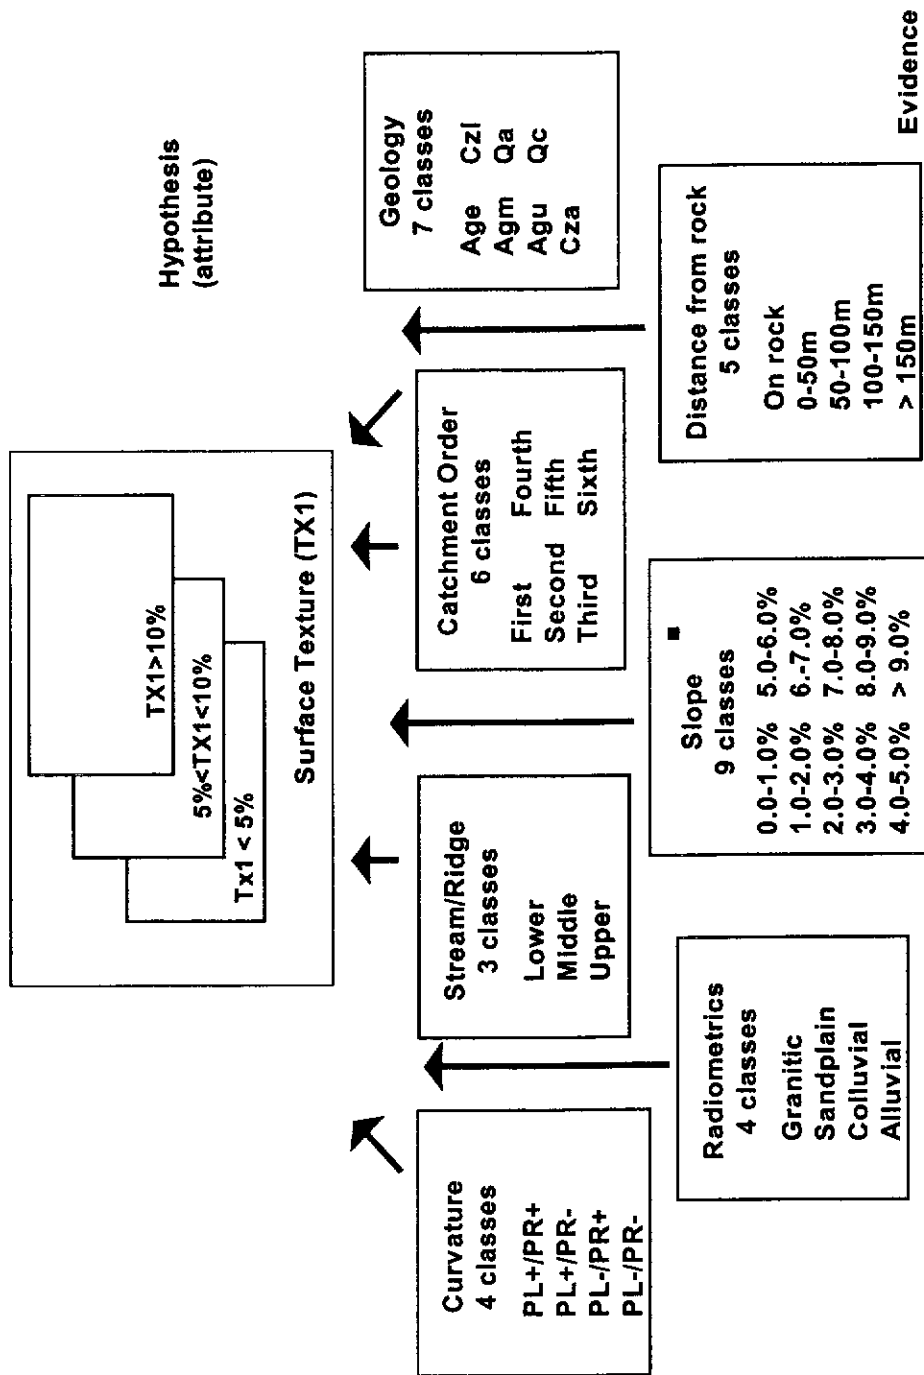 Hypothesis
(attribute)
TX1>10%
5%<TX1<10%
Tx1 < 5%
Surface Texture (TX1)
Curvature
4 classes
PL+/PR+
PL+/PR-
PL-/PR+
PL-/PR-
Stream/Ridge
3 classes
Lower
Middle
Upper
Catchment Order
6 classes
First Fourth
Second Fifth
Third Sixth
Geology
7 classes
Age Czl
Agm Qa
Agu Qc
Cza
Radiometrics
4 classes
Granitic
Sandplain
Colluvial
Alluvial
Slope
9 classes
0.0-1.0% 5.0-6.0%
1.0-2.0% 6.-7.0%
2.0-3.0% 7.0-8.0%
3.0-4.0% 8.0-9.0%
4.0-5.0% > 9.0%
Distance from rock
5 classes
On rock
0-50m
50-100m
100-150m
> 150m
Evidence